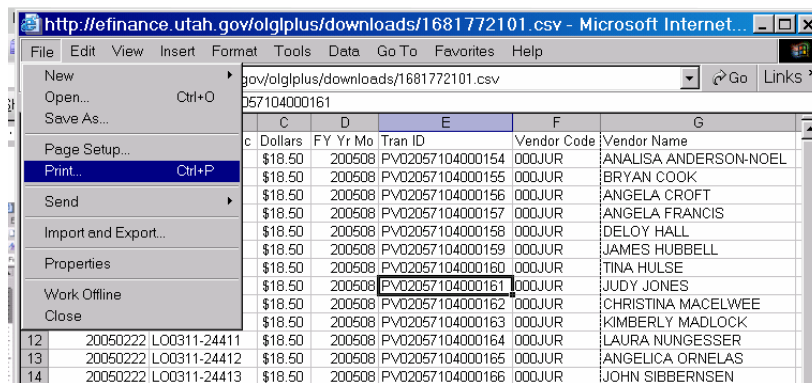 http://efinance.utah.gov/olglplus/downloads/1681772101.csv - Microsoft Internet...
File Edit View Insert Format Tools Data Go To Favorites Help
New
gov/olglplus/downloads/1681772101.csv Go Links
Open... Ctrl+O
057104000161
Save As...
C D E F G
Page Setup...
c Dollars FY Yr Mo Tran ID Vendor Code Vendor Name
$18.50 200508 PV02057104000154 000JUR ANALISA ANDERSON-NOEL
Print... Ctrl+P
$18.50 200508 PV02057104000155 000JUR BRYAN COOK
$18.50 200508 PV02057104000156 000JUR ANGELA CROFT
Send
$18.50 200508 PV02057104000157 000JUR ANGELA FRANCIS
Import and Export...
$18.50 200508 PV02057104000158 000JUR DELOY HALL
$18.50 200508 PV02057104000159 000JUR JAMES HUBBELL
Properties
$18.50 200508 PV02057104000160 000JUR TINA HULSE
$18.50 200508 PV02057104000161 000JUR JUDY JONES
Work Offline
$18.50 200508 PV02057104000162 000JUR CHRISTINA MACELWEE
Close
$18.50 200508 PV02057104000163 000JUR KIMBERLY MADLOCK
12 20050222 LO0311-24411 $18.50 200508 PV02057104000164 000JUR LAURA NUNGESSER
13 20050222 LO0311-24412 $18.50 200508 PV02057104000165 000JUR ANGELICA ORNELAS
14 20050222 LO0311-24413 $18.50 200508 PV02057104000166 000JUR JOHN SIBBERNSEN